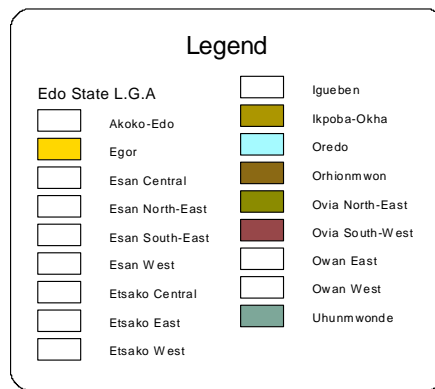 Legend
Edo State L.G.A
Akoko-Edo
Egor
Esan Central
Esan North-East
Esan South-East
Esan West
Etsako Central
Etsako East
Etsako West
Igueben
Ikpoba-Okha
Oredo
Orhionmwon
Ovia North-East
Ovia South-West
Owan East
Owan West
Uhunmwonde